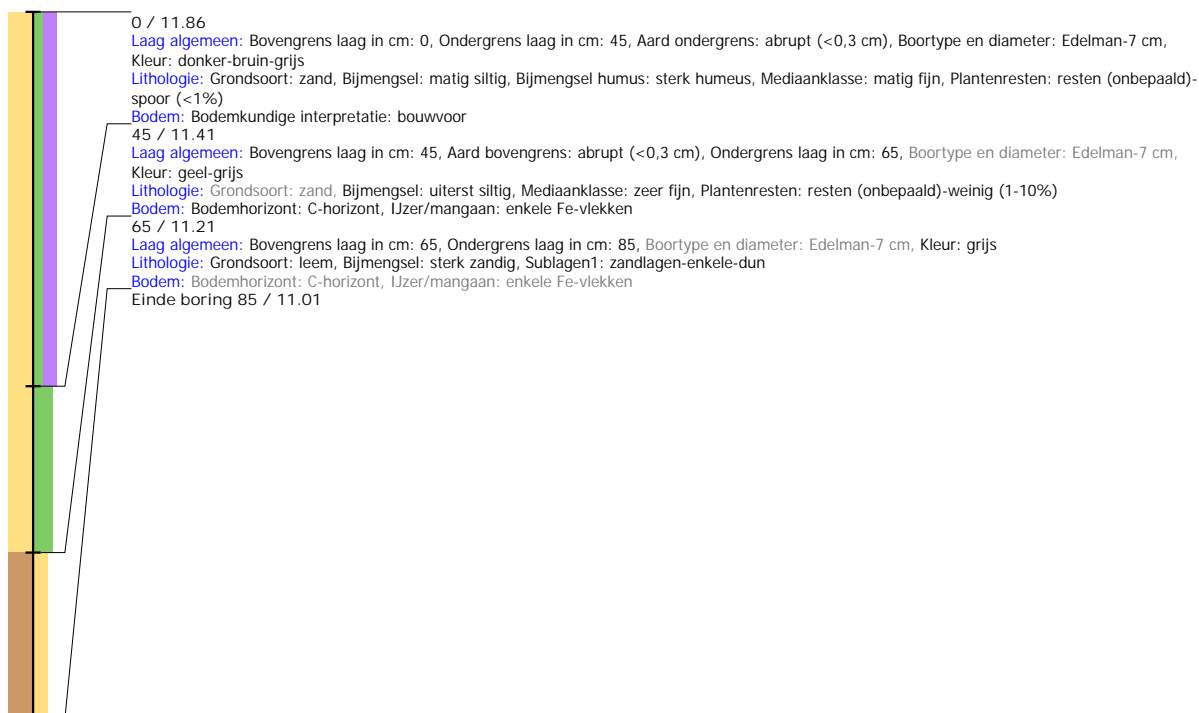 0 / 11.86
Laag algemeen: Bovengrens laag in cm: 0, Ondergrens laag in cm: 45, Aard ondergrens: abrupt (<0,3 cm), Boortype en diameter: Edelman-7 cm,
Kleur: donker-bruin-grijs
Lithologie: Grondsoort: zand, Bijmengsel: matig siltig, Bijmengsel humus: sterk humeus, Mediaanklasse: matig fijn, Plantenresten: resten (onbepaald)-
spoor (<1%)
Bodem: Bodemkundige interpretatie: bouwvoor
45 / 11.41
Laag algemeen: Bovengrens laag in cm: 45, Aard bovengrens: abrupt (<0,3 cm), Ondergrens laag in cm: 65, Boortype en diameter: Edelman-7 cm,
Kleur: geel-grijs
Lithologie: Grondsoort: zand, Bijmengsel: uiterst siltig, Mediaanklasse: zeer fijn, Plantenresten: resten (onbepaald)-weinig (1-10%)
Bodem: Bodemhorizont: C-horizont, IJzer/mangaan: enkele Fe-vlekken
65 / 11.21
Laag algemeen: Bovengrens laag in cm: 65, Ondergrens laag in cm: 85, Boortype en diameter: Edelman-7 cm, Kleur: grijs
Lithologie: Grondsoort: leem, Bijmengsel: sterk zandig, Sublagen1: zandlagen-enkele-dun
Bodem: Bodemhorizont: C-horizont, IJzer/mangaan: enkele Fe-vlekken
Einde boring 85 / 11.01